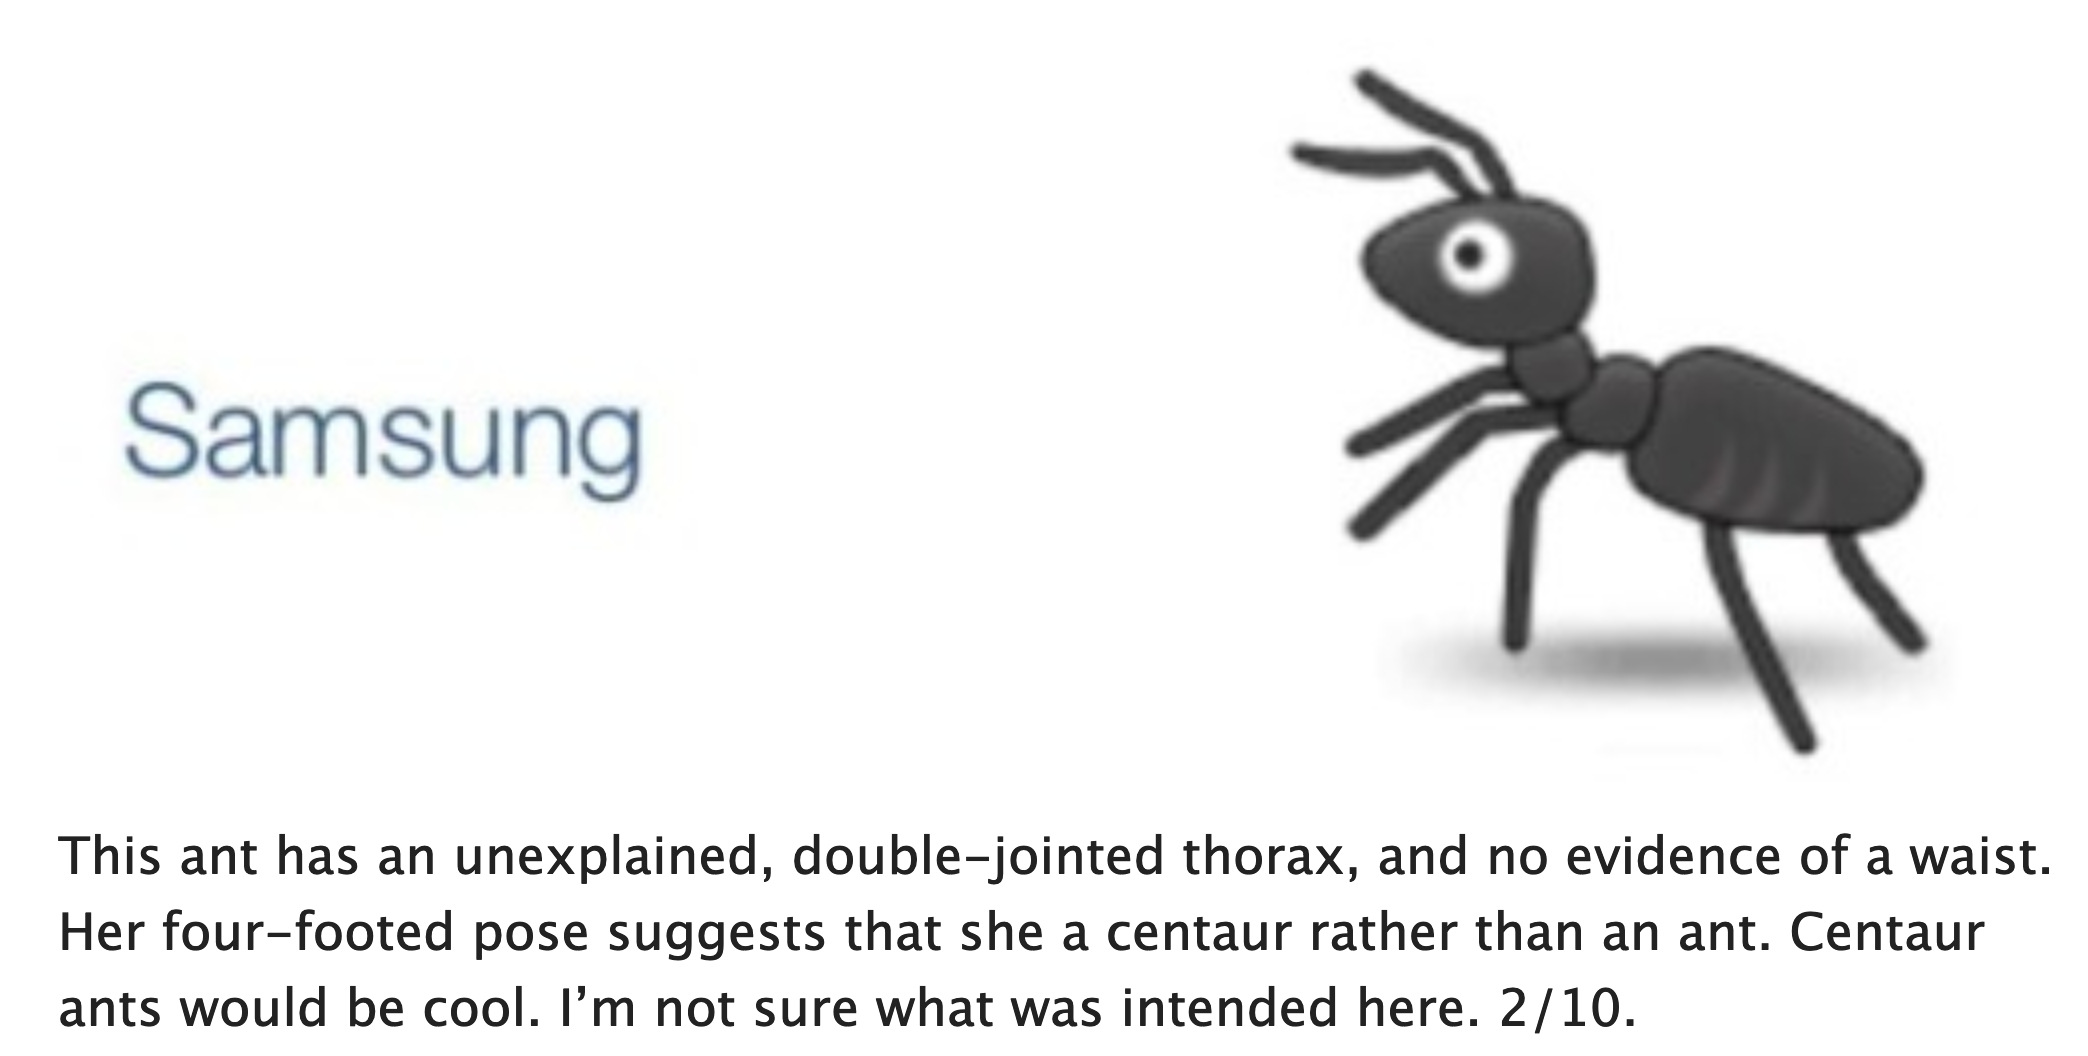 Samsung
This ant has an unexplained, double-jointed thorax, and no evidence of a waist.
Her four-footed pose suggests that she a centaur rather than an ant. Centaur
ants would be cool. I’m not sure what was intended here. 2/10.